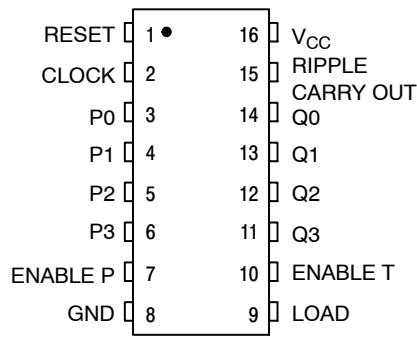 RESET 1 16 VCC
CLOCK 2 15 RIPPLE
CARRY OUT
P0 3 14 Q0
P1 4 13 Q1
P2 5 12 Q2
P3 6 11 Q3
ENABLE P 7 10 ENABLE T
GND 8 9 LOAD